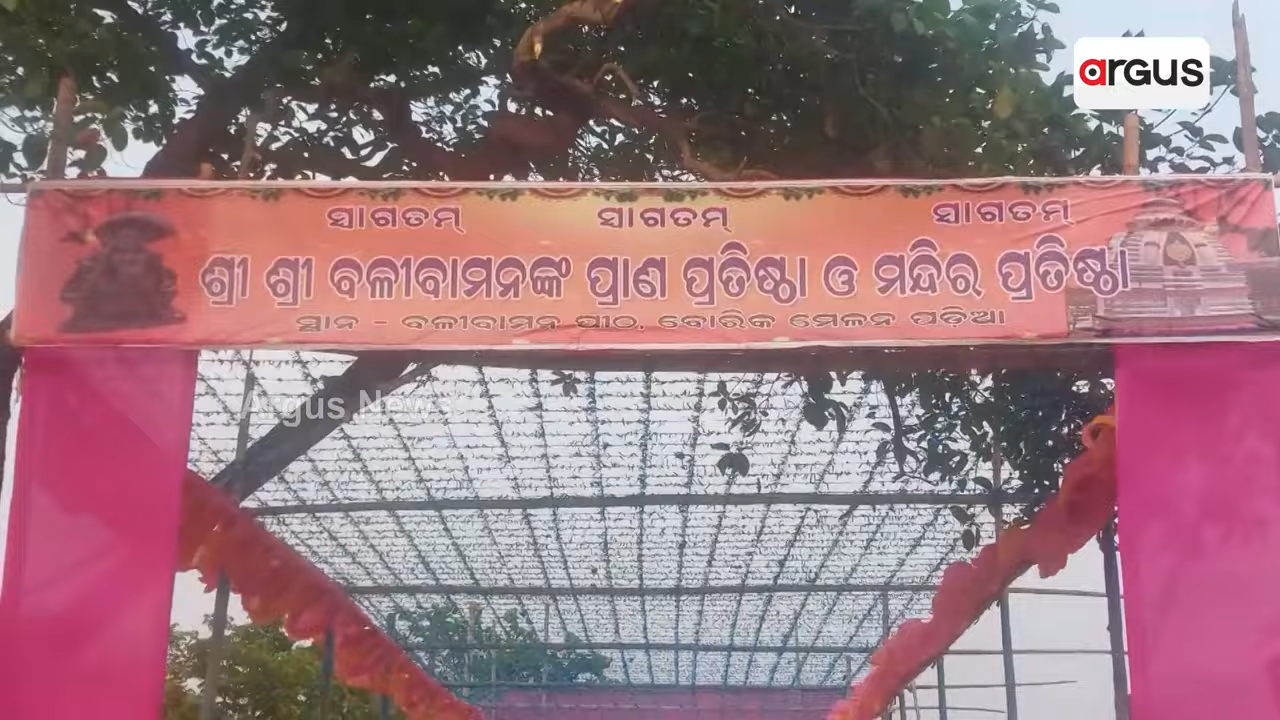 argus
ସ୍ଵାଗତମ୍ ସ୍ଵାଗତମ୍ ସ୍ଵାଗତମ୍
ଶ୍ରୀ ଶ୍ରୀ ବଳୀବାମନଙ୍କ ପ୍ରାଣ ପ୍ରତିଷ୍ଠା ଓ ମନ୍ଦିର ପ୍ରତିଷ୍ଠା
ସ୍ଥାନ - ବଳୀବାମନ ପୀଠ, ବୋରିକ ମେଳନ ପଡ଼ିଆ
Argus News